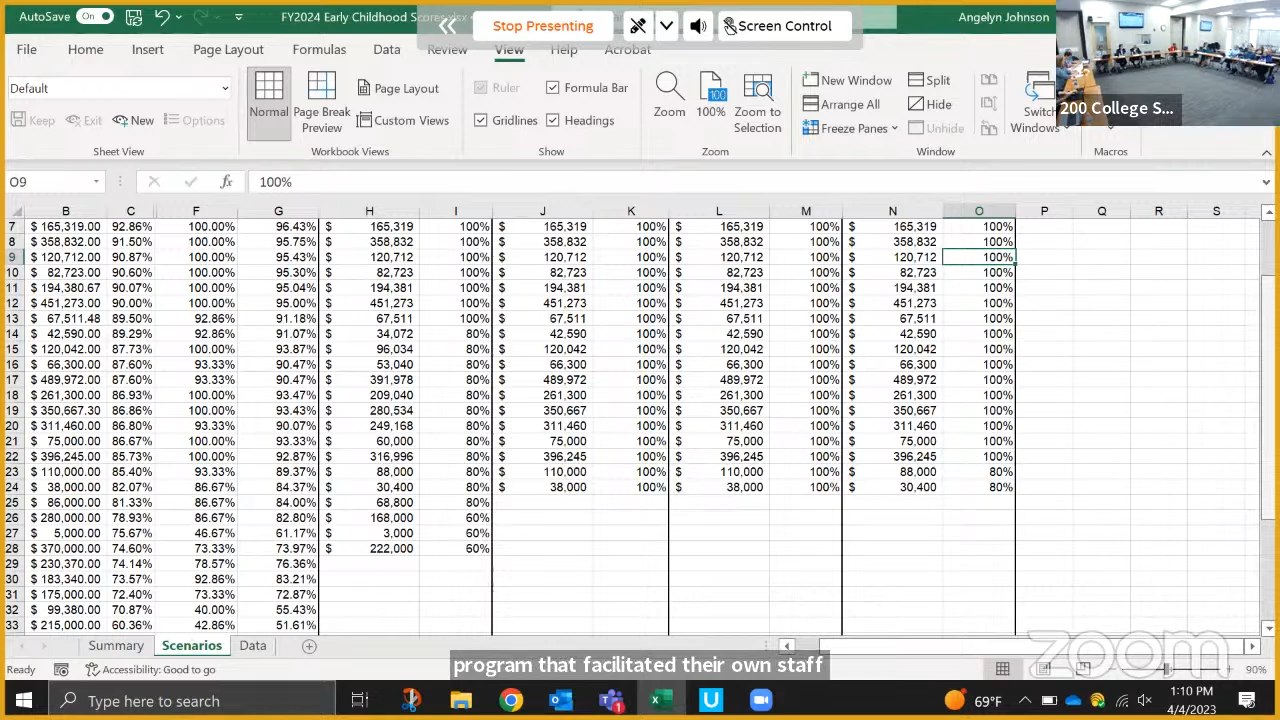 AutoSave On FY2024 Early Childhood Scores.xlsx Angelyn Johnson
Stop Presenting Screen Control
File Home Insert Page Layout Formulas Data Review View Help Acrobat
Default
Keep Exit New Options
Sheet View
Normal Page Break Preview Page Layout Custom Views
Workbook Views
Ruler Formula Bar
Gridlines Headings
Show
Zoom 100% Zoom to Selection
Zoom
New Window Split
Arrange All Hide
Freeze Panes Unhide
Switch Windows
Window
Macros
200 College S...
O9 fx 100%
B C F G H I J K L M N O P Q R S
7 $ 165,319.00 92.86% 100.00% 96.43% $ 165,319 100% $ 165,319 100% $ 165,319 100% $ 165,319 100%
8 $ 358,832.00 91.50% 100.00% 95.75% $ 358,832 100% $ 358,832 100% $ 358,832 100% $ 358,832 100%
9 $ 120,712.00 90.87% 100.00% 95.43% $ 120,712 100% $ 120,712 100% $ 120,712 100% $ 120,712 100%
10 $ 82,723.00 90.60% 100.00% 95.30% $ 82,723 100% $ 82,723 100% $ 82,723 100% $ 82,723 100%
11 $ 194,380.67 90.07% 100.00% 95.04% $ 194,381 100% $ 194,381 100% $ 194,381 100% $ 194,381 100%
12 $ 451,273.00 90.00% 100.00% 95.00% $ 451,273 100% $ 451,273 100% $ 451,273 100% $ 451,273 100%
13 $ 67,511.48 89.50% 92.86% 91.18% $ 67,511 100% $ 67,511 100% $ 67,511 100% $ 67,511 100%
14 $ 42,590.00 89.29% 92.86% 91.07% $ 34,072 80% $ 42,590 100% $ 42,590 100% $ 42,590 100%
15 $ 120,042.00 87.73% 100.00% 93.87% $ 96,034 80% $ 120,042 100% $ 120,042 100% $ 120,042 100%
16 $ 66,300.00 87.60% 93.33% 90.47% $ 53,040 80% $ 66,300 100% $ 66,300 100% $ 66,300 100%
17 $ 489,972.00 87.60% 93.33% 90.47% $ 391,978 80% $ 489,972 100% $ 489,972 100% $ 489,972 100%
18 $ 261,300.00 86.93% 100.00% 93.47% $ 209,040 80% $ 261,300 100% $ 261,300 100% $ 261,300 100%
19 $ 350,667.30 86.86% 100.00% 93.43% $ 280,534 80% $ 350,667 100% $ 350,667 100% $ 350,667 100%
20 $ 311,460.00 86.80% 93.33% 90.07% $ 249,168 80% $ 311,460 100% $ 311,460 100% $ 311,460 100%
21 $ 75,000.00 86.67% 100.00% 93.33% $ 60,000 80% $ 75,000 100% $ 75,000 100% $ 75,000 100%
22 $ 396,245.00 85.73% 100.00% 92.87% $ 316,996 80% $ 396,245 100% $ 396,245 100% $ 396,245 100%
23 $ 110,000.00 85.40% 93.33% 89.37% $ 88,000 80% $ 110,000 100% $ 110,000 100% $ 88,000 80%
24 $ 38,000.00 82.07% 86.67% 84.37% $ 30,400 80% $ 38,000 100% $ 38,000 100% $ 30,400 80%
25 $ 86,000.00 81.33% 86.67% 84.00% $ 68,800 80%
26 $ 280,000.00 78.93% 86.67% 82.80% $ 168,000 60%
27 $ 5,000.00 75.67% 46.67% 61.17% $ 3,000 60%
28 $ 370,000.00 74.60% 73.33% 73.97% $ 222,000 60%
29 $ 230,370.00 74.14% 78.57% 76.36%
30 $ 183,340.00 73.57% 92.86% 83.21%
31 $ 175,000.00 72.40% 73.33% 72.87%
32 $ 99,380.00 70.87% 40.00% 55.43%
33 $ 215,000.00 60.36% 42.86% 51.61%
Summary Scenarios Data
zoom
Ready Accessibility: Good to go 90%
program that facilitated their own staff
Type here to search 69°F 1:10 PM
4/4/2023